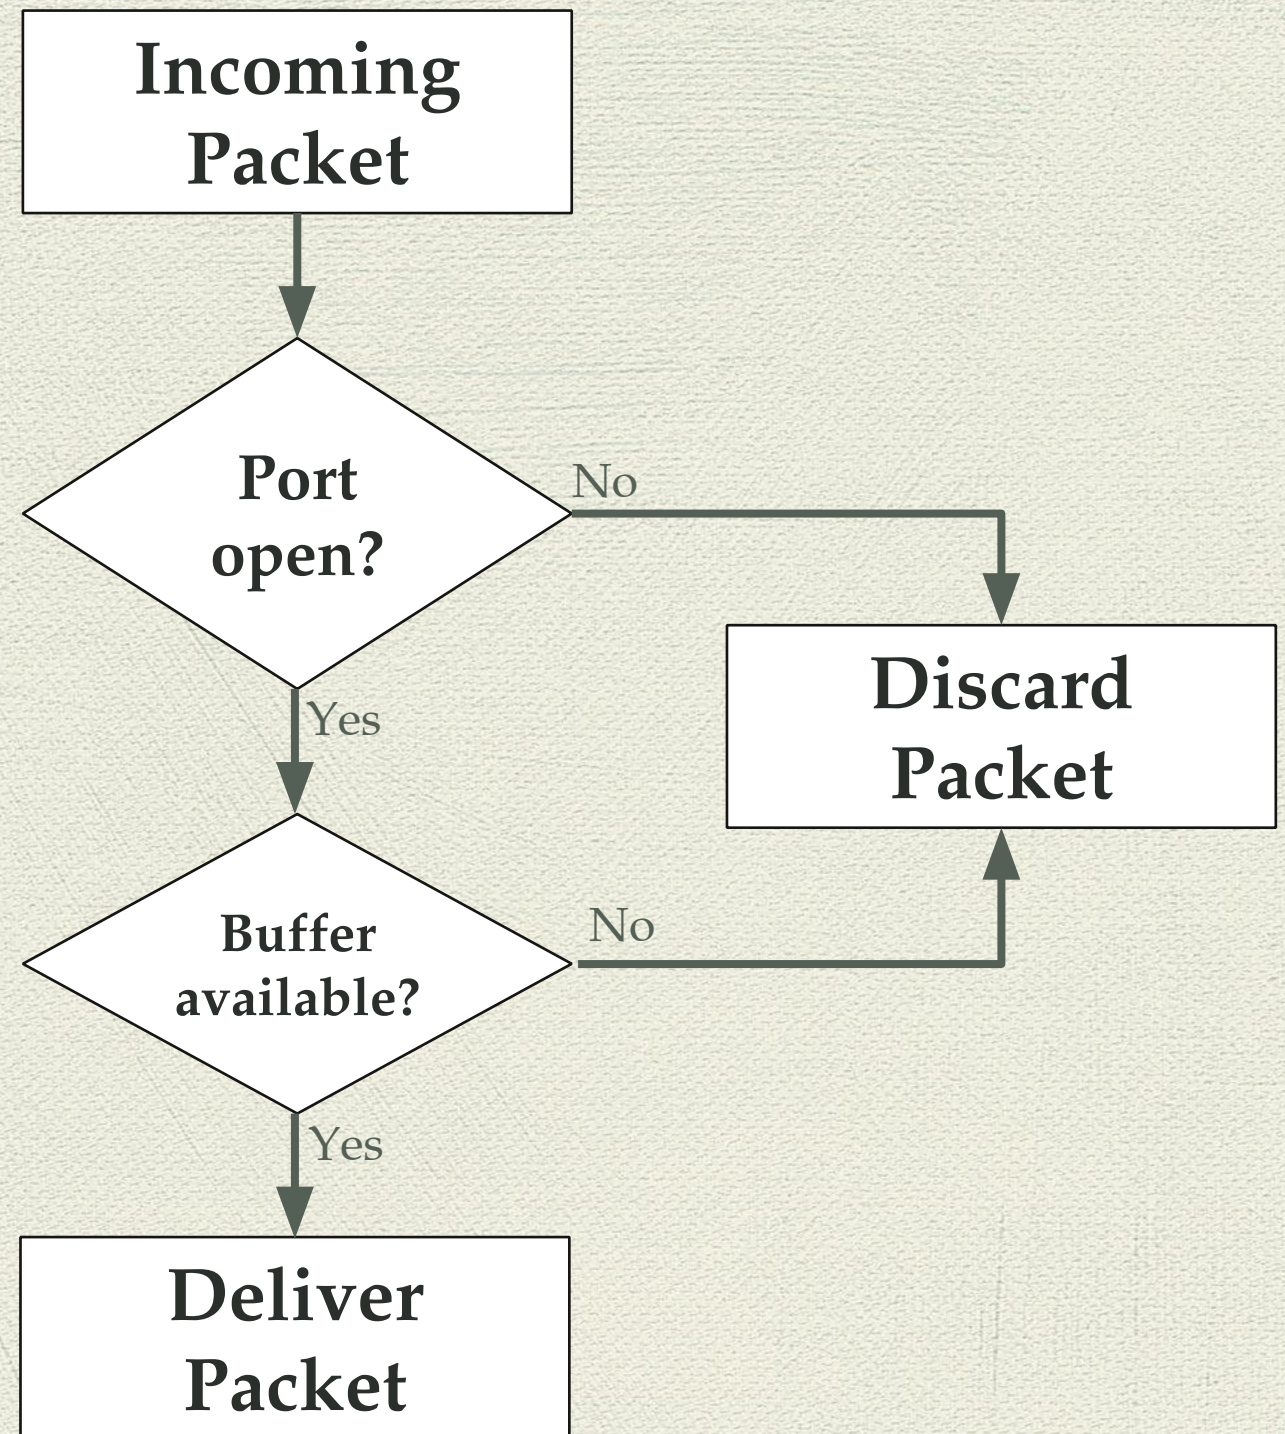 Incoming
Packet
Port
open?
No
Yes
Discard
Packet
Buffer
available?
No
Yes
Deliver
Packet